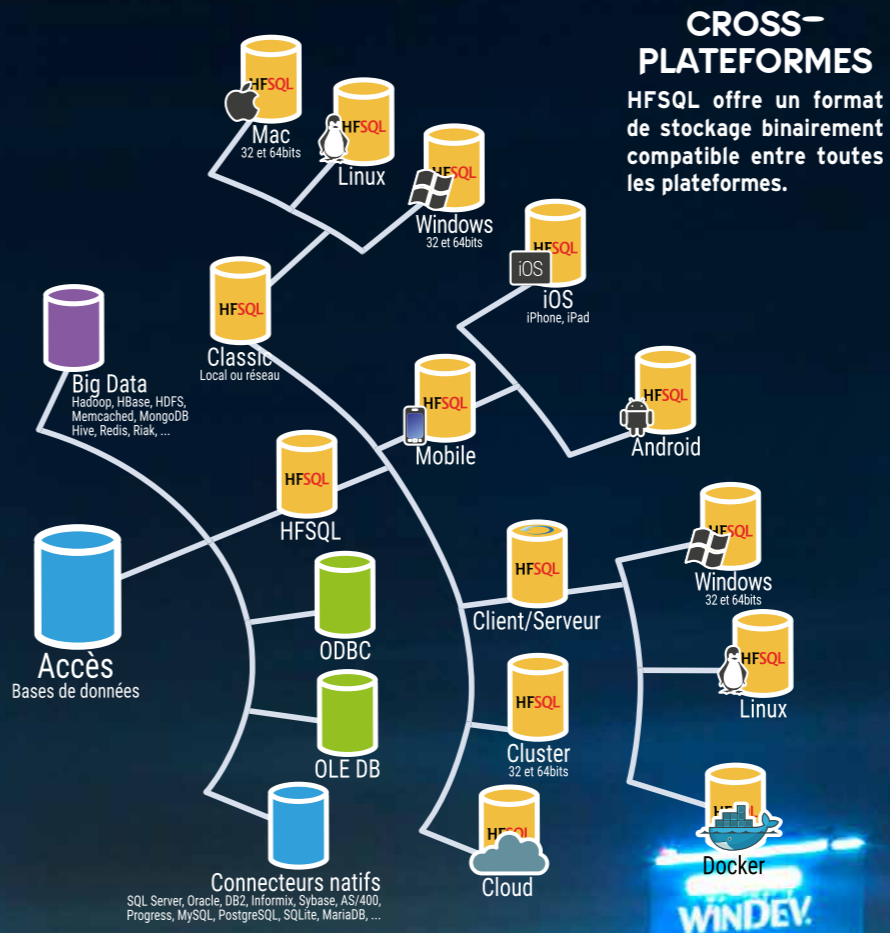 CROSS-
PLATEFORMES
HFSQL offre un format
de stockage binairement
compatible entre toutes
les plateformes.
HFSQL
Mac
32 et 64bits
HFSQL
Linux
HFSQL
Windows
32 et 64bits
HFSQL
iOS
iOS
iPhone, iPad
HFSQL
Classic
Local ou réseau
Big Data
Hadoop, HBase, HDFS,
Memcached, MongoDB
Hive, Redis, Riak, ...
HFSQL
Mobile
HFSQL
Android
HFSQL
HFSQL
Accès
Bases de données
ODBC
OLE DB
Connecteurs natifs
SQL Server, Oracle, DB2, Informix, Sybase, AS/400,
Progress, MySQL, PostgreSQL, SQLite, MariaDB, ...
HFSQL
Client/Serveur
HFSQL
Cluster
32 et 64bits
HFSQL
Cloud
HFSQL
Windows
32 et 64bits
HFSQL
Linux
HFSQL
Docker
WINDEV.